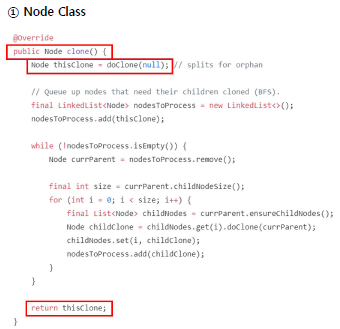 ① Node Class
@Override
public Node clone() {
Node thisClone = doClone(null); // splits for orphan
// Queue up nodes that need their children cloned (BFS).
final LinkedList<Node> nodesToProcess = new LinkedList<>();
nodesToProcess.add(thisClone);
while (!nodesToProcess.isEmpty()) {
Node currParent = nodesToProcess.remove();
final int size = currParent.childNodeSize();
for (int i = 0; i < size; i++) {
final List<Node> childNodes = currParent.ensureChildNodes();
Node childClone = childNodes.get(i).doClone(currParent);
childNodes.set(i, childClone);
nodesToProcess.add(childClone);
}
}
return thisClone;
}